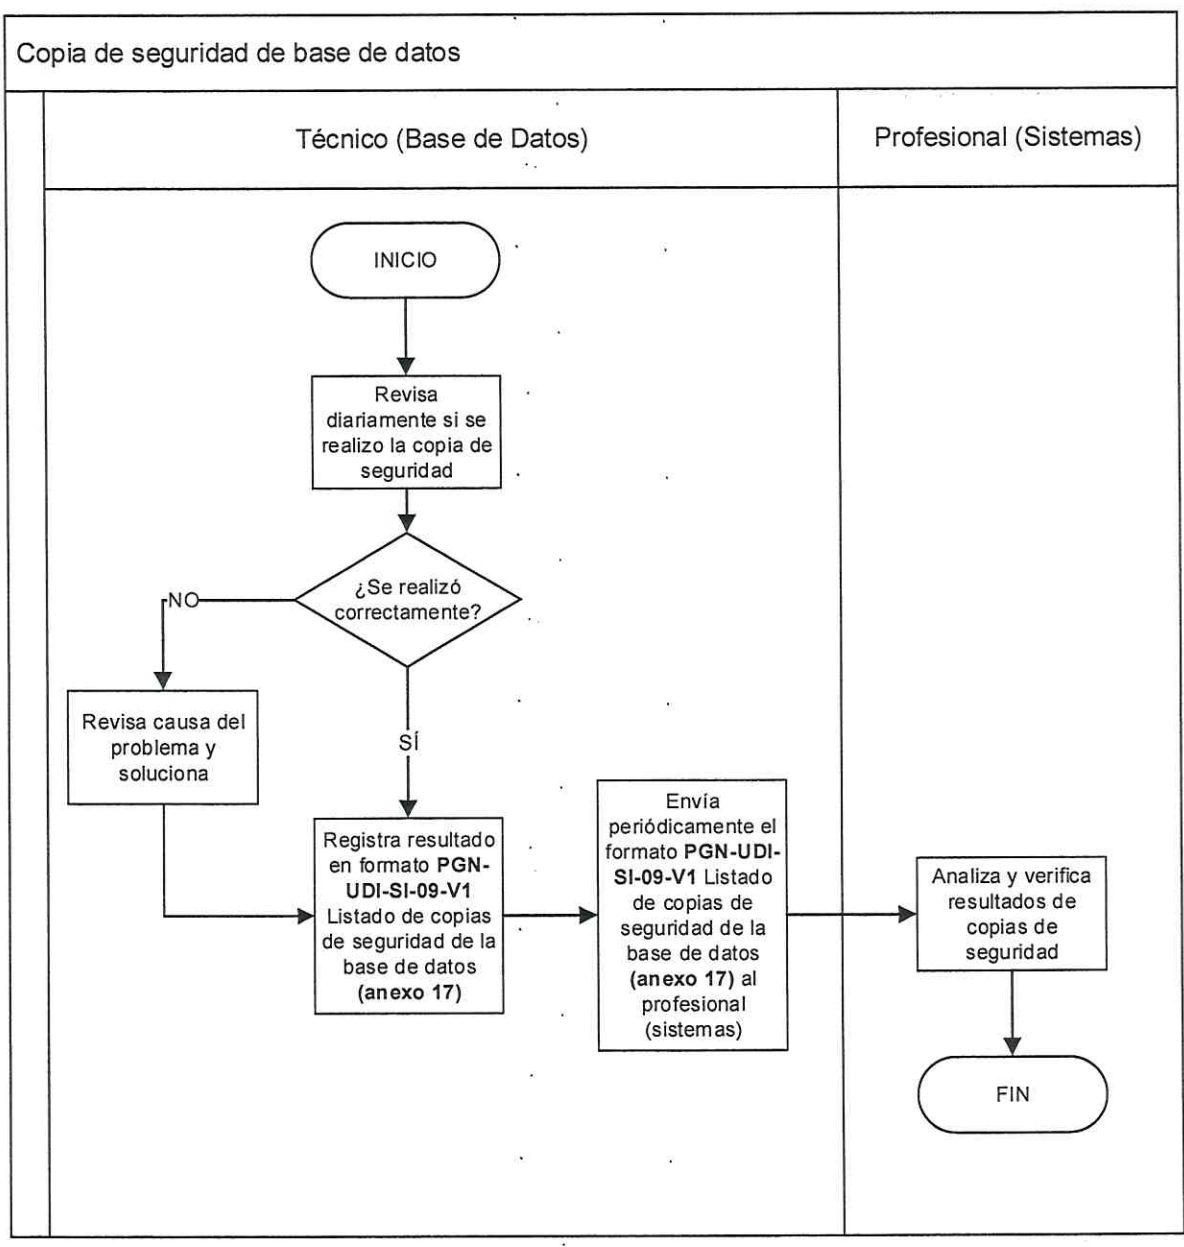 Copia de seguridad de base de datos
Técnico (Base de Datos)
Profesional (Sistemas)
INICIO
Revisa
diariamente si se
realizo la copia de
seguridad
¿Se realizó
correctamente?
NO
Revisa causa del
problema y
soluciona
SÍ
Registra resultado
en formato PGN-
UDI-SI-09-V1
Listado de copias
de seguridad de la
base de datos
(anexo 17)
Envía
periódicamente el
formato PGN-UDI-
SI-09-V1 Listado
de copias de
seguridad de la
base de datos
(anexo 17) al
profesional
(sistemas)
Analiza y verifica
resultados de
copias de
seguridad
FIN